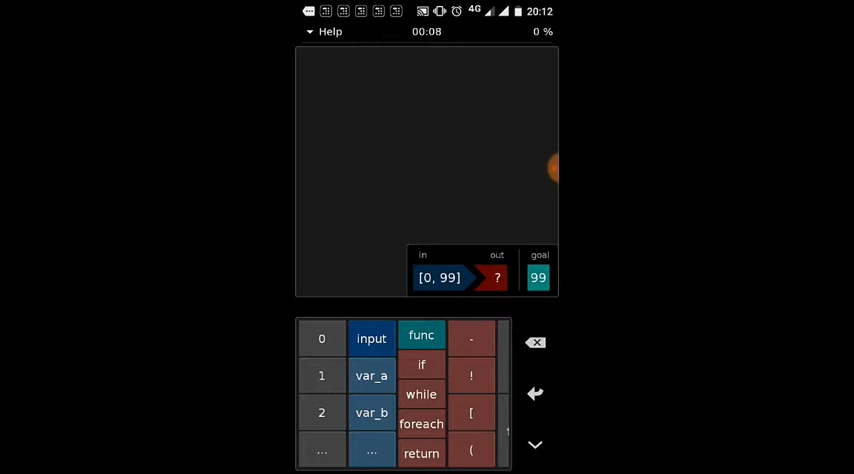 4G 20:12
Help 00:08 0 %
in out goal
[0, 99] ? 99
0 input func -
if
1 var_a !
while
2 var_b [
foreach
... ... return (